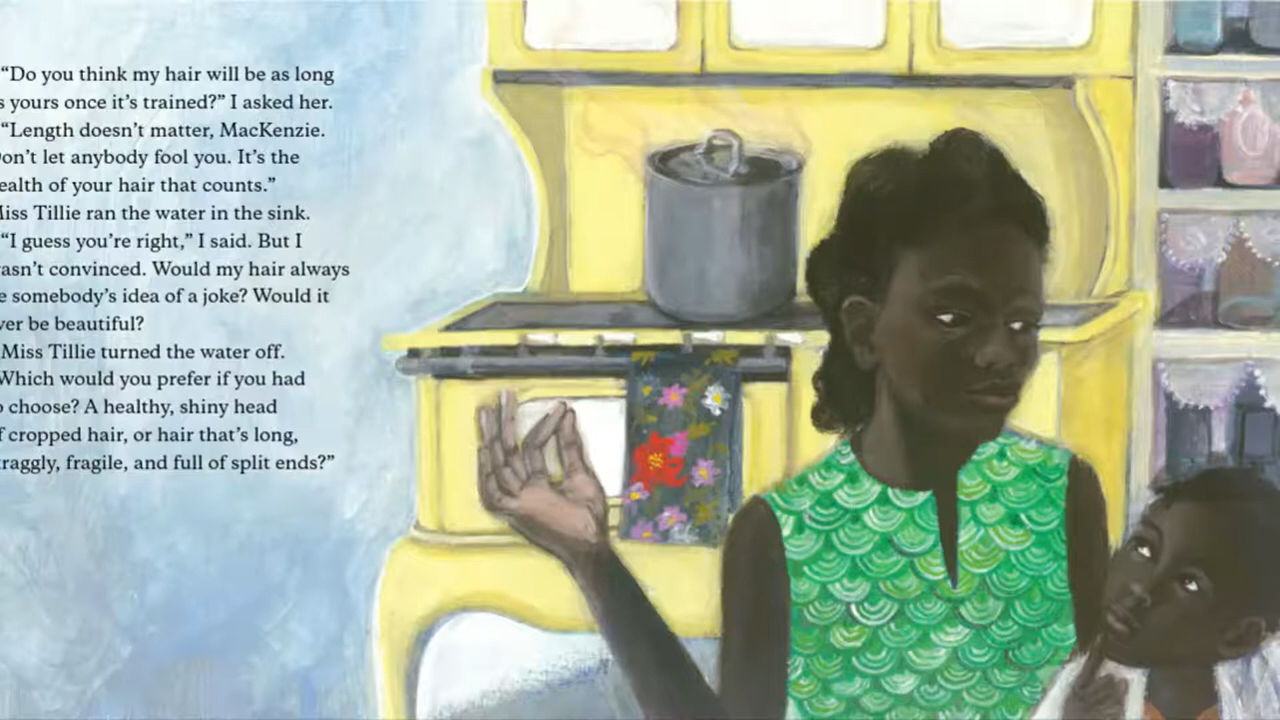 “Do you think my hair will be as long
s yours once it’s trained?” I asked her.
“Length doesn’t matter, MacKenzie.
on’t let anybody fool you. It’s the
ealth of your hair that counts.”
iss Tillie ran the water in the sink.
“I guess you’re right,” I said. But I
asn’t convinced. Would my hair always
e somebody’s idea of a joke? Would it
ver be beautiful?
Miss Tillie turned the water off.
Which would you prefer if you had
o choose? A healthy, shiny head
f cropped hair, or hair that’s long,
raggly, fragile, and full of split ends?”